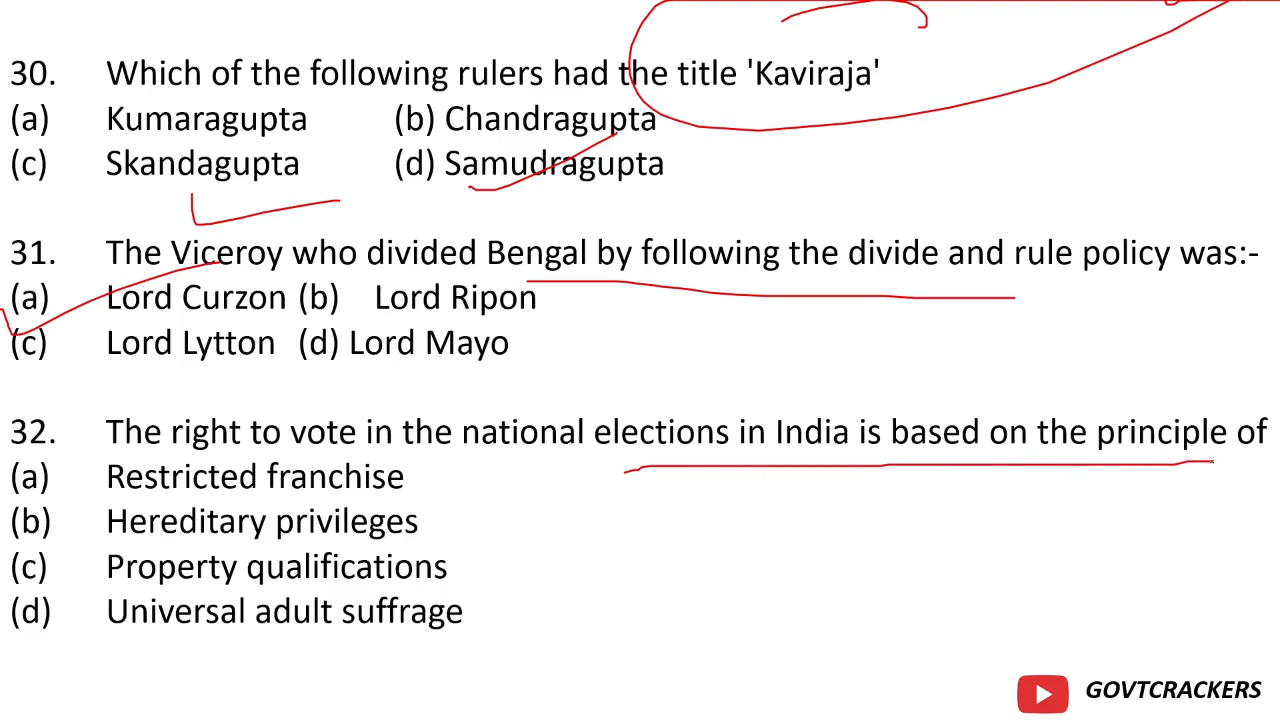 30. Which of the following rulers had the title 'Kaviraja'
(a) Kumaragupta (b) Chandragupta
(c) Skandagupta (d) Samudragupta
31. The Viceroy who divided Bengal by following the divide and rule policy was:-
(a) Lord Curzon (b) Lord Ripon
(c) Lord Lytton (d) Lord Mayo
32. The right to vote in the national elections in India is based on the principle of
(a) Restricted franchise
(b) Hereditary privileges
(c) Property qualifications
(d) Universal adult suffrage
GOVTCRACKERS